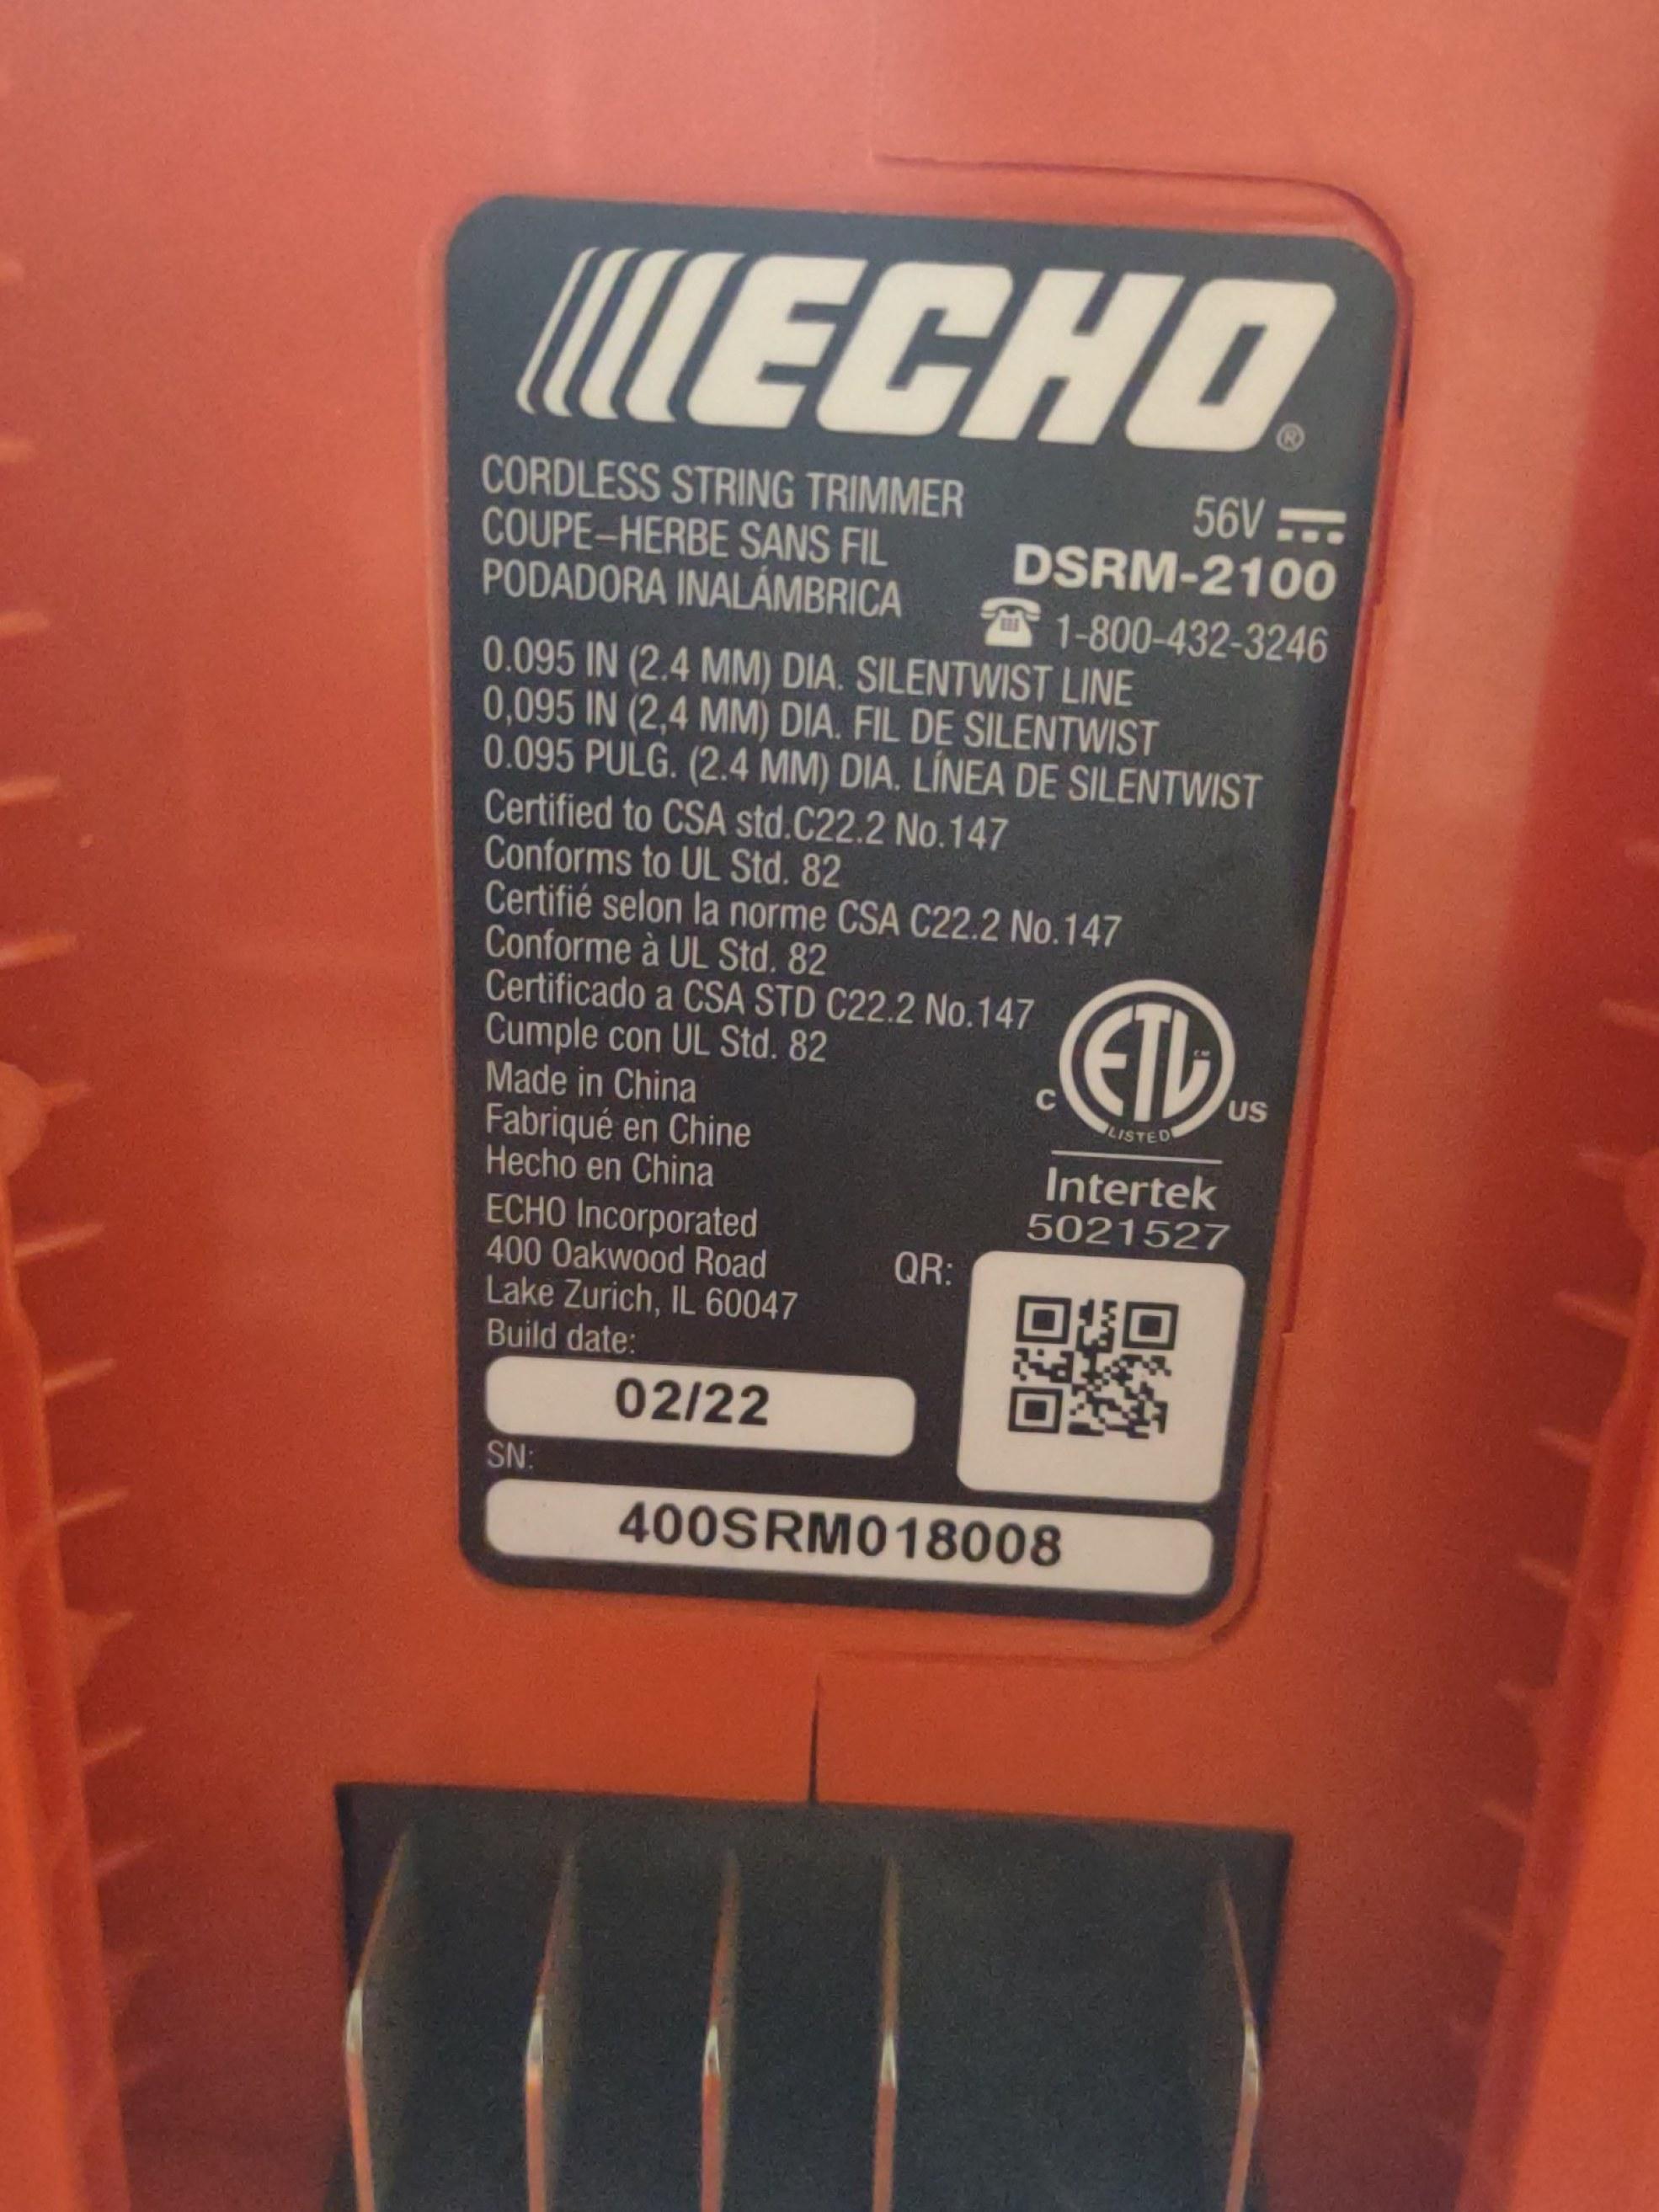 ECHO®
CORDLESS STRING TRIMMER
COUPE-HERBE SANS FIL
PODADORA INALÁMBRICA
56V
DSRM-2100
1-800-432-3246
0.095 IN (2.4 MM) DIA. SILENTWIST LINE
0,095 IN (2,4 MM) DIA. FIL DE SILENTWIST
0.095 PULG. (2.4 MM) DIA. LÍNEA DE SILENTWIST
Certified to CSA std.C22.2 No.147
Conforms to UL Std. 82
Certifié selon la norme CSA C22.2 No.147
Conforme à UL Std. 82
Certificado a CSA STD C22.2 No.147
Cumple con UL Std. 82
Made in China
Fabriqué en Chine
Hecho en China
C ETL US
LISTED
Intertek
5021527
ECHO Incorporated
400 Oakwood Road
Lake Zurich, IL 60047
QR:
Build date:
02/22
SN:
400SRM018008